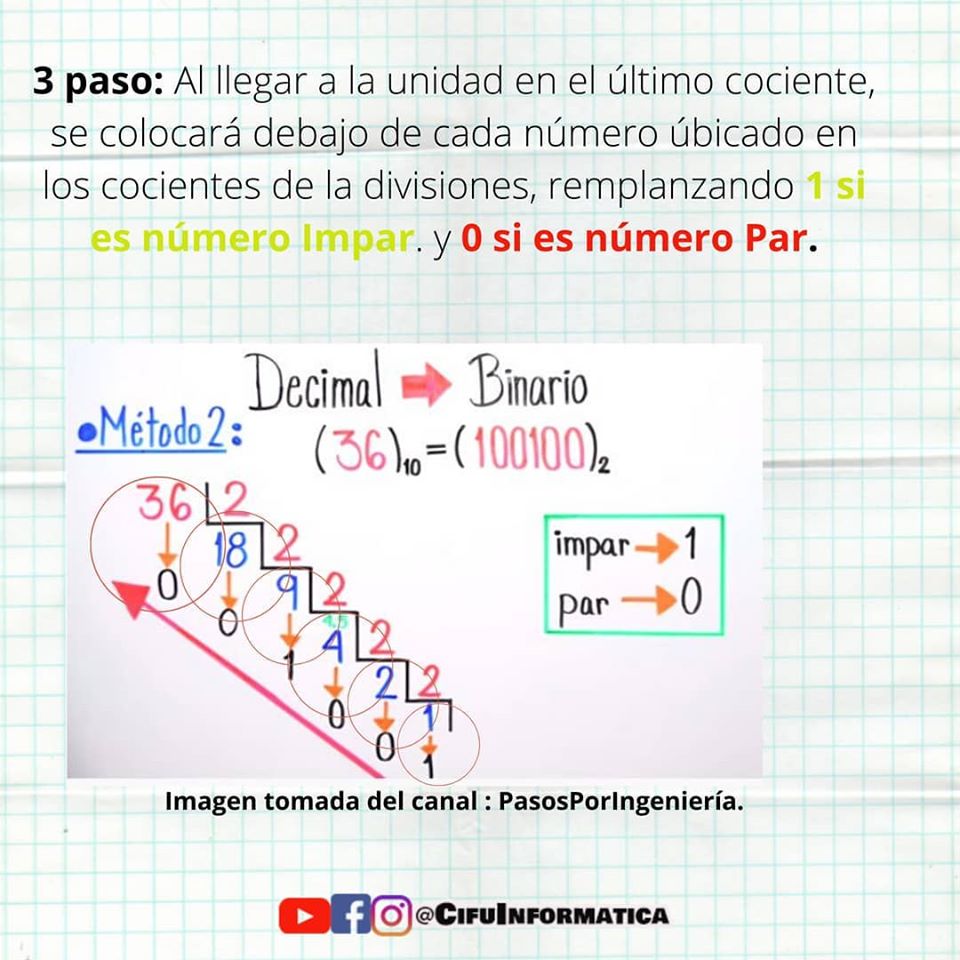 3 paso: Al llegar a la unidad en el último cociente,
se colocará debajo de cada número úbicado en
los cocientes de la divisiones, remplanzando 1 si
es número Impar. y 0 si es número Par.
Decimal ➡ Binario
•Método 2:
(36)₁₀=(100100)₂
36 2
18 2
0 9 2
0 4,5
1 4 2
0 2 2
0 1
1
impar → 1
par → 0
Imagen tomada del canal : PasosPorIngeniería.
@CifuInformatica